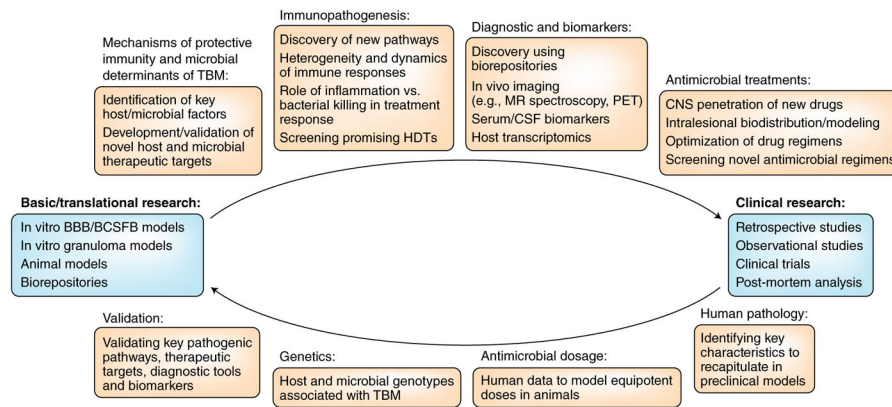 Immunopathogenesis:
Discovery of new pathways
Heterogeneity and dynamics
of immune responses
Role of inflammation vs.
bacterial killing in treatment
response
Screening promising HDTs
Diagnostic and biomarkers:
Discovery using
biorepositories
In vivo imaging
(e.g., MR spectroscopy, PET)
Serum/CSF biomarkers
Host transcriptomics
Mechanisms of protective
immunity and microbial
determinants of TBM:
Identification of key
host/microbial factors
Development/validation of
novel host and microbial
therapeutic targets
Antimicrobial treatments:
CNS penetration of new drugs
Intralesional biodistribution/modeling
Optimization of drug regimens
Screening novel antimicrobial regimens
Basic/translational research:
In vitro BBB/BCSFB models
In vitro granuloma models
Animal models
Biorepositories
Clinical research:
Retrospective studies
Observational studies
Clinical trials
Post-mortem analysis
Validation:
Validating key pathogenic
pathways, therapeutic
targets, diagnostic tools
and biomarkers
Genetics:
Host and microbial genotypes
associated with TBM
Antimicrobial dosage:
Human data to model equipotent
doses in animals
Human pathology:
Identifying key
characteristics to
recapitulate in
preclinical models